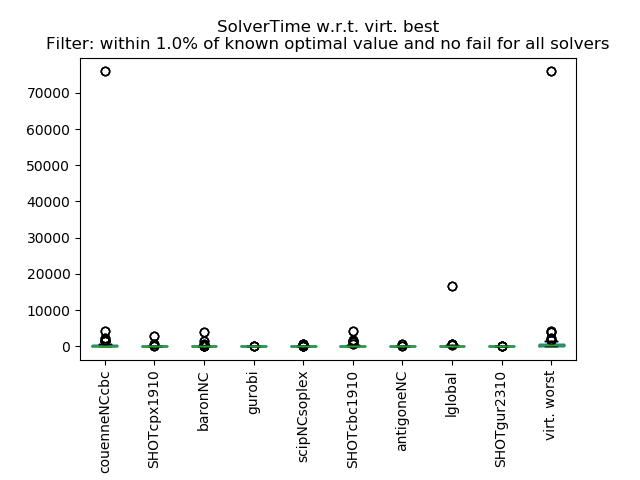 SolverTime w.r.t. virt. best
Filter: within 1.0% of known optimal value and no fail for all solvers
70000
60000
50000
40000
30000
20000
10000
0
couenneNCcbc
SHOTcpx1910
baronNC
gurobi
scipNCsoplex
SHOTcbc1910
antigoneNC
lglobal
SHOTgur2310
virt. worst